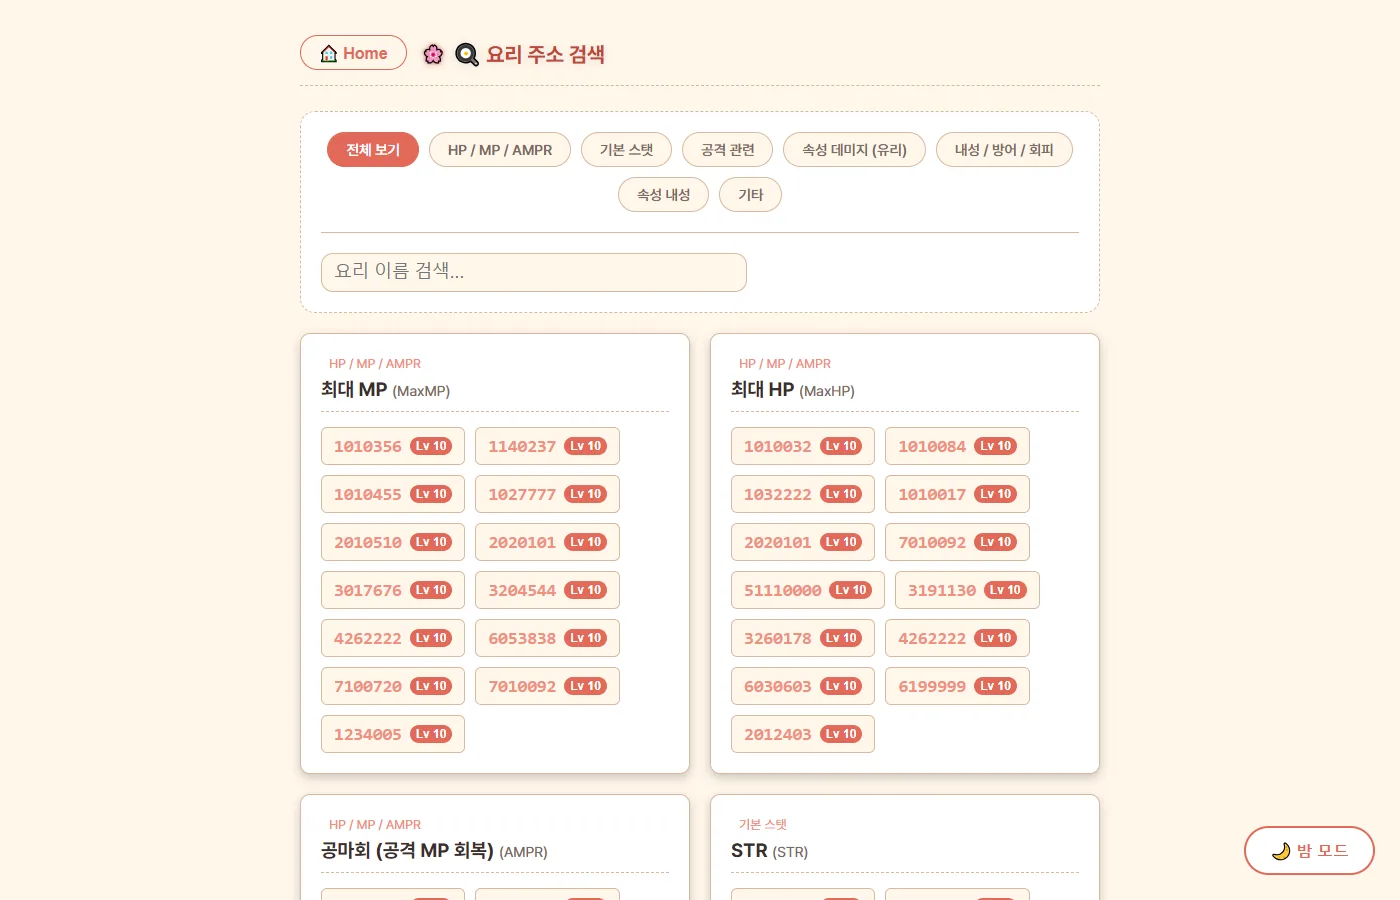 Home 요리 주소 검색
전체 보기 HP / MP / AMPR 기본 스탯 공격 관련 속성 데미지 (유리) 내성 / 방어 / 회피
속성 내성 기타
요리 이름 검색...
HP / MP / AMPR
최대 MP (MaxMP)
1010356 Lv 10 1140237 Lv 10
1010455 Lv 10 1027777 Lv 10
2010510 Lv 10 2020101 Lv 10
3017676 Lv 10 3204544 Lv 10
4262222 Lv 10 6053838 Lv 10
7100720 Lv 10 7010092 Lv 10
1234005 Lv 10
HP / MP / AMPR
최대 HP (MaxHP)
1010032 Lv 10 1010084 Lv 10
1032222 Lv 10 1010017 Lv 10
2020101 Lv 10 7010092 Lv 10
51110000 Lv 10 3191130 Lv 10
3260178 Lv 10 4262222 Lv 10
6030603 Lv 10 6199999 Lv 10
2012403 Lv 10
HP / MP / AMPR
공마회 (공격 MP 회복) (AMPR)
기본 스탯
STR (STR)
밤 모드